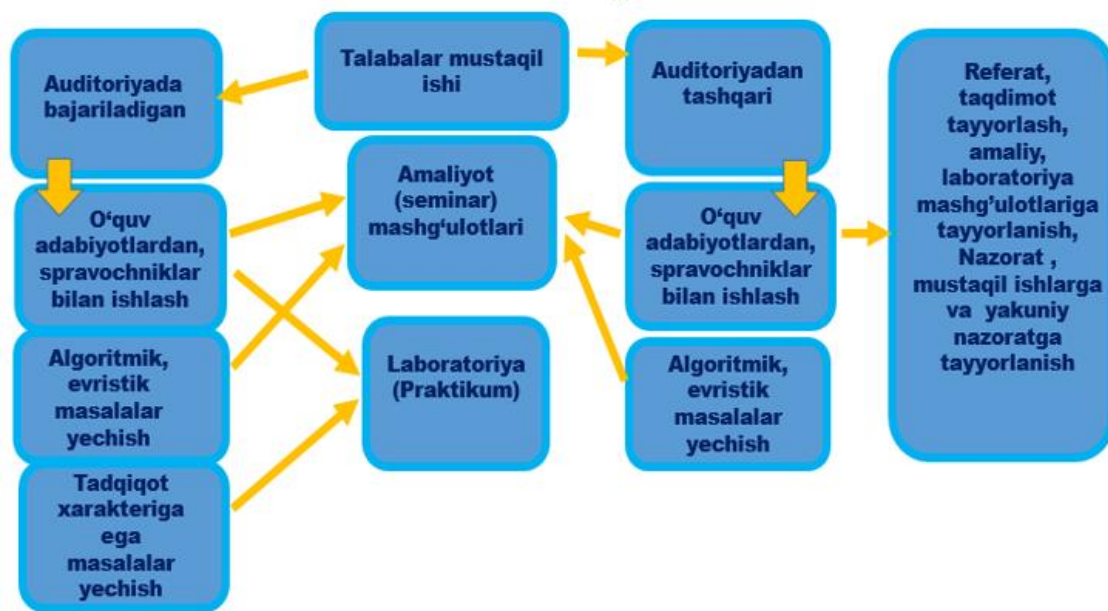 Talabalar mustaqil
ishi
Auditoriyada
bajariladigan
Auditoriyadan
tashqari
Referat,
taqdimot
tayyorlash,
amaliy,
laboratoriya
mashg’ulotlariga
tayyorlanish,
Nazorat ,
mustaqil ishlarga
va yakuniy
nazoratga
tayyorlanish
Amaliyot
(seminar)
mashg‘ulotlari
O‘quv
adabiyotlardan,
spravochniklar
bilan ishlash
O‘quv
adabiyotlardan,
spravochniklar
bilan ishlash
Algoritmik,
evristik
masalalar
yechish
Laboratoriya
(Praktikum)
Algoritmik,
evristik
masalalar
yechish
Tadqiqot
xarakteriga
ega
masalalar
yechish